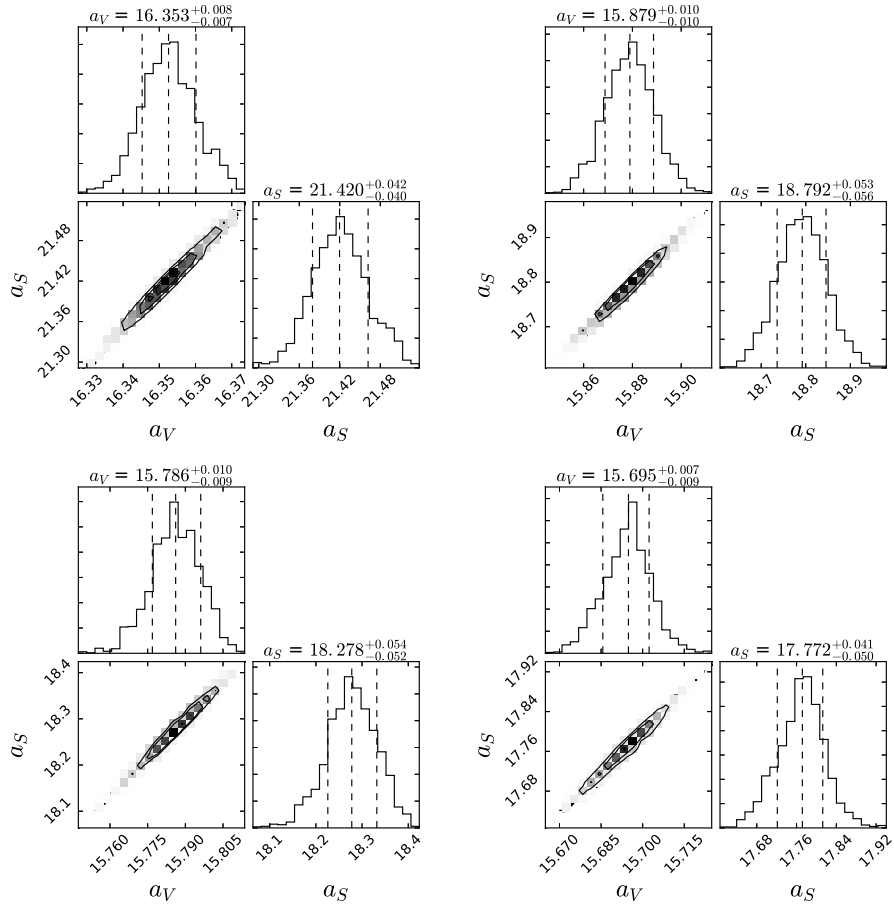 a_V = 16.353^{+0.008}_{-0.007}
a_S = 21.420^{+0.042}_{-0.040}
a_S
21.48
21.42
21.36
21.30
16.33 16.34 16.35 16.36 16.37
a_V
21.30 21.36 21.42 21.48
a_S
a_V = 15.879^{+0.010}_{-0.010}
a_S = 18.792^{+0.053}_{-0.056}
a_S
18.9
18.8
18.7
15.86 15.88 15.90
a_V
18.7 18.8 18.9
a_S
a_V = 15.786^{+0.010}_{-0.009}
a_S = 18.278^{+0.054}_{-0.052}
a_S
18.4
18.3
18.2
18.1
15.760 15.775 15.790 15.805
a_V
18.1 18.2 18.3 18.4
a_S
a_V = 15.695^{+0.007}_{-0.009}
a_S = 17.772^{+0.041}_{-0.050}
a_S
17.92
17.84
17.76
17.68
15.670 15.685 15.700 15.715
a_V
17.68 17.76 17.84 17.92
a_S